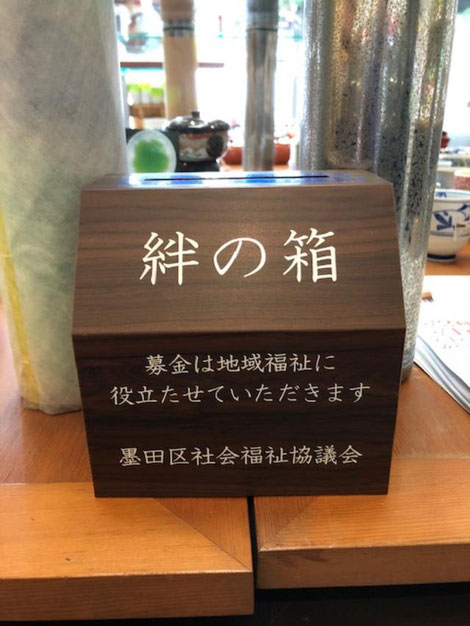 絆の箱
募金は地域福祉に
役立たせていただきます
墨田区社会福祉協議会